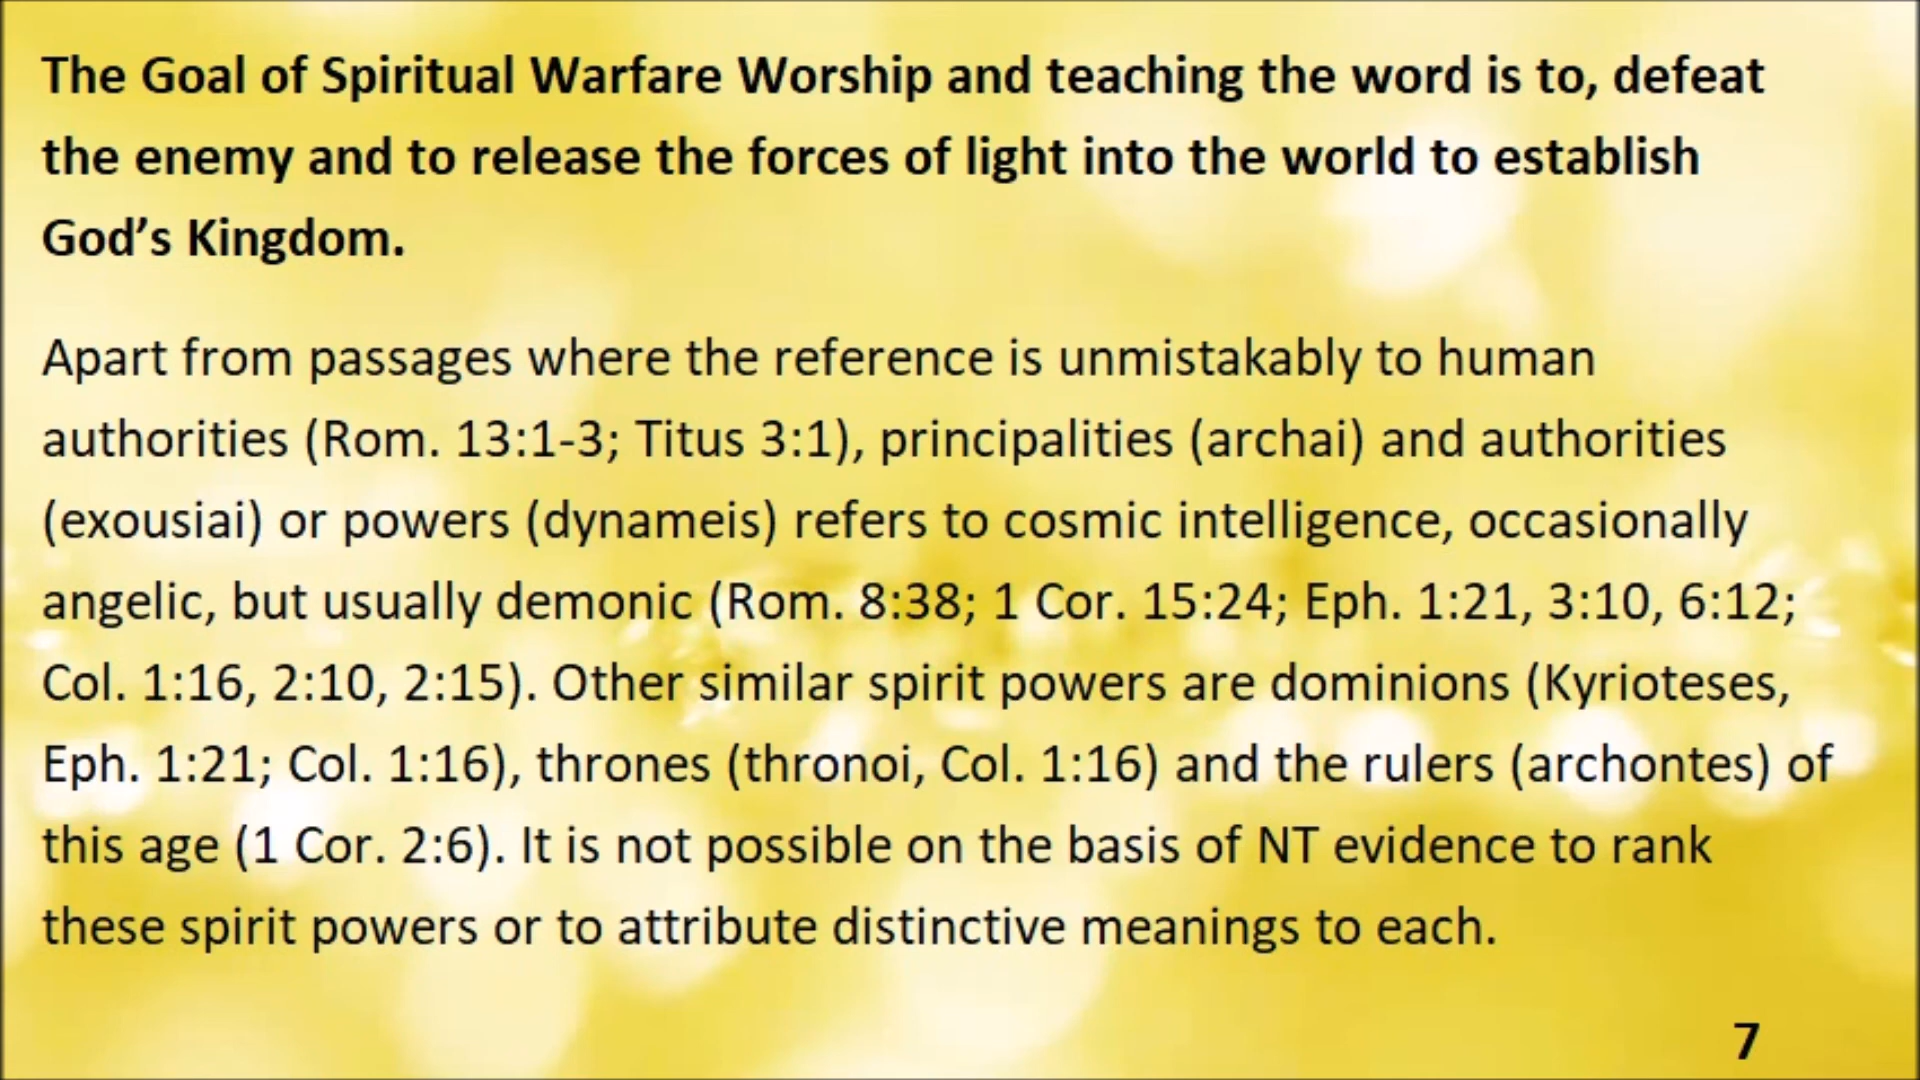 The Goal of Spiritual Warfare Worship and teaching the word is to, defeat
the enemy and to release the forces of light into the world to establish
God’s Kingdom.
Apart from passages where the reference is unmistakably to human
authorities (Rom. 13:1-3; Titus 3:1), principalities (archai) and authorities
(exousiai) or powers (dynameis) refers to cosmic intelligence, occasionally
angelic, but usually demonic (Rom. 8:38; 1 Cor. 15:24; Eph. 1:21, 3:10, 6:12;
Col. 1:16, 2:10, 2:15). Other similar spirit powers are dominions (Kyrioteses,
Eph. 1:21; Col. 1:16), thrones (thronoi, Col. 1:16) and the rulers (archontes) of
this age (1 Cor. 2:6). It is not possible on the basis of NT evidence to rank
these spirit powers or to attribute distinctive meanings to each.
7